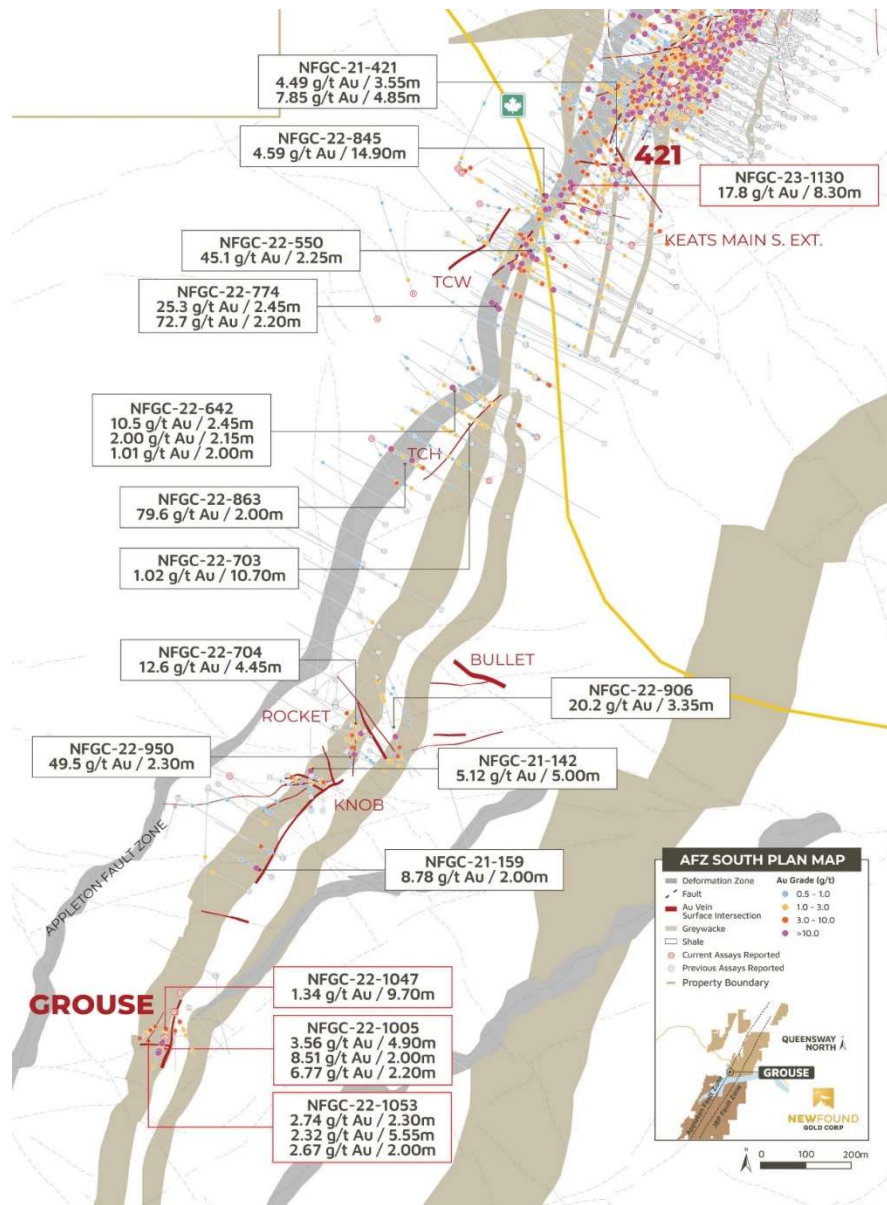 NFGC-21-421
4.49 g/t Au / 3.55m
7.85 g/t Au / 4.85m
NFGC-22-845
4.59 g/t Au / 14.90m
421
NFGC-23-1130
17.8 g/t Au / 8.30m
NFGC-22-550
45.1 g/t Au / 2.25m
KEATS MAIN S. EXT.
TCW
NFGC-22-774
25.3 g/t Au / 2.45m
72.7 g/t Au / 2.20m
NFGC-22-642
10.5 g/t Au / 2.45m
2.00 g/t Au / 2.15m
1.01 g/t Au / 2.00m
TCH
NFGC-22-863
79.6 g/t Au / 2.00m
NFGC-22-703
1.02 g/t Au / 10.70m
NFGC-22-704
12.6 g/t Au / 4.45m
BULLET
NFGC-22-906
20.2 g/t Au / 3.35m
ROCKET
NFGC-22-950
49.5 g/t Au / 2.30m
NFGC-21-142
5.12 g/t Au / 5.00m
KNOB
APPLETON FAULT ZONE
NFGC-21-159
8.78 g/t Au / 2.00m
GROUSE
NFGC-22-1047
1.34 g/t Au / 9.70m
NFGC-22-1005
3.56 g/t Au / 4.90m
8.51 g/t Au / 2.00m
6.77 g/t Au / 2.20m
NFGC-22-1053
2.74 g/t Au / 2.30m
2.32 g/t Au / 5.55m
2.67 g/t Au / 2.00m
AFZ SOUTH PLAN MAP
Deformation Zone
Fault
Au Vein
Surface Intersection
Greywacke
Shale
Current Assays Reported
Previous Assays Reported
Property Boundary
Au Grade (g/t)
0.5 - 1.0
1.0 - 3.0
3.0 - 10.0
>10.0
QUEENSWAY
NORTH
GROUSE
Appleton Fault Zone
JBP Fault Zone
NEWFOUND
GOLD CORP
N
0 100 200m